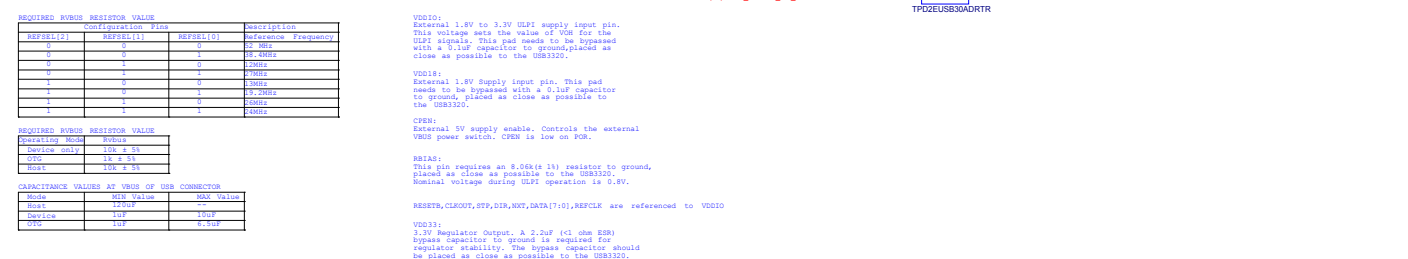 TPD2EUSB30ADRTR
REQUIRED RVBUS RESISTOR VALUE
Configuration Pins Description
REFSEL[2] REFSEL[1] REFSEL[0] Reference Frequency
0 0 0 52 MHz
0 0 1 38.4MHz
0 1 0 12MHz
0 1 1 27MHz
1 0 0 13MHz
1 0 1 19.2MHz
1 1 0 26MHz
1 1 1 24MHz
REQUIRED RVBUS RESISTOR VALUE
Operating Mode Rvbus
Device only 10k ± 5%
OTG 1k ± 5%
Host 10k ± 5%
CAPACITANCE VALUES AT VBUS OF USB CONNECTOR
Mode MIN Value MAX Value
Host 120uF --
Device 1uF 10uF
OTG 1uF 6.5uF
VDDIO:
External 1.8V to 3.3V ULPI supply input pin.
This voltage sets the value of VOH for the
ULPI signals. This pad needs to be bypassed
with a 0.1uF capacitor to ground,placed as
close as possible to the USB3320.
VDD18:
External 1.8V Supply input pin. This pad
needs to be bypassed with a 0.1uF capacitor
to ground, placed as close as possible to
the USB3320.
CPEN:
External 5V supply enable. Controls the external
VBUS power switch. CPEN is low on POR.
RBIAS:
This pin requires an 8.06k(± 1%) resistor to ground,
placed as close as possible to the USB3320.
Nominal voltage during ULPI operation is 0.8V.
RESETB,CLKOUT,STP,DIR,NXT,DATA[7:0],REFCLK are referenced to VDDIO
VDD33:
3.3V Regulator Output. A 2.2uF (<1 ohm ESR)
bypass capacitor to ground is required for
regulator stability. The bypass capacitor should
be placed as close as possible to the USB3320.